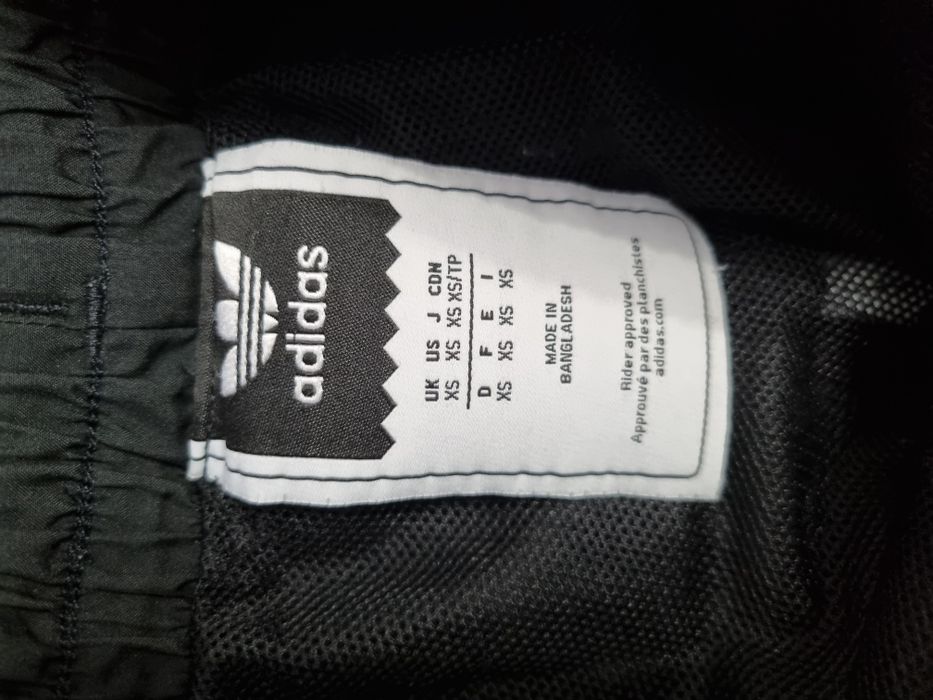 adidas
UK US J CDN
XS XS XS XS/TP
D F E I
XS XS XS XS
MADE IN
BANGLADESH
Rider approved
Approuvé par des planchistes
adidas.com